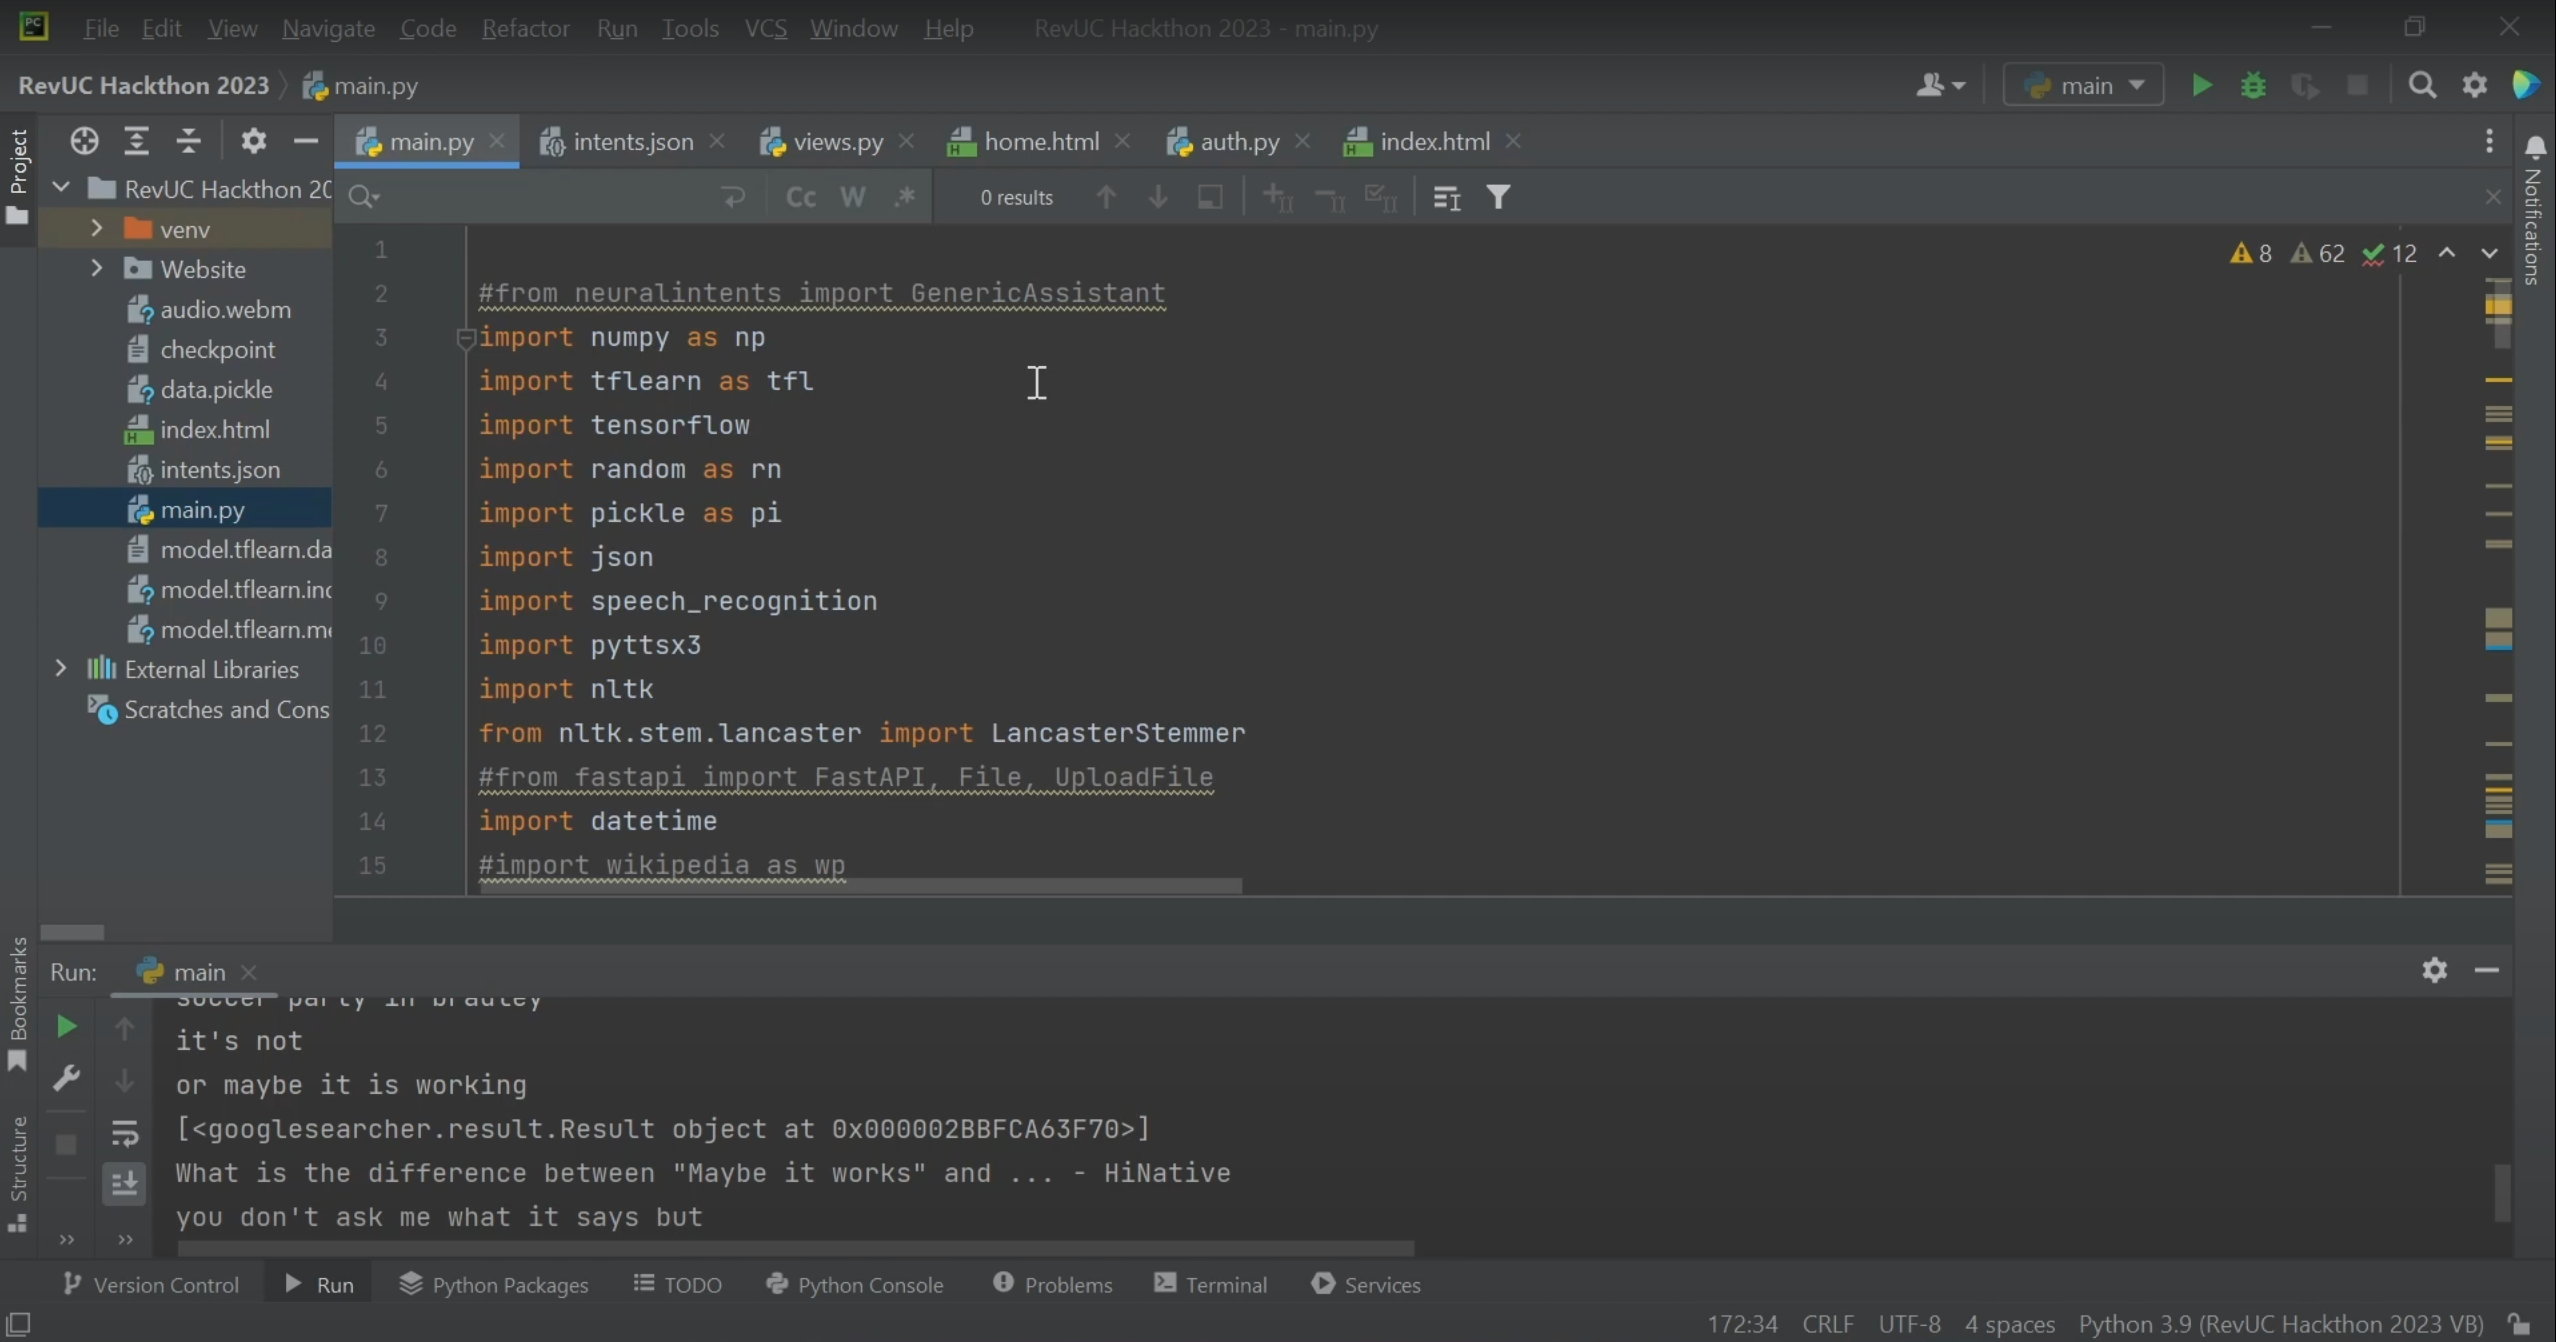 PC File Edit View Navigate Code Refactor Run Tools VCS Window Help RevUC Hackthon 2023 - main.py
RevUC Hackthon 2023 main.py main
Project
main.py intents.json views.py home.html auth.py index.html
Notifications
Cc W .* 0 results
8 62 12
RevUC Hackthon 20
venv
Website
audio.webm
checkpoint
data.pickle
index.html
intents.json
main.py
model.tflearn.da
model.tflearn.ind
model.tflearn.me
External Libraries
Scratches and Cons
1
2 #from neuralintents import GenericAssistant
3 import numpy as np
4 import tflearn as tfl
5 import tensorflow
6 import random as rn
7 import pickle as pi
8 import json
9 import speech_recognition
10 import pyttsx3
11 import nltk
12 from nltk.stem.lancaster import LancasterStemmer
13 #from fastapi import FastAPI, File, UploadFile
14 import datetime
15 #import wikipedia as wp
Bookmarks
Structure
Run: main
soccer party in bradley
it's not
or maybe it is working
[<googlesearcher.result.Result object at 0x000002BBFCA63F70>]
What is the difference between "Maybe it works" and ... - HiNative
you don't ask me what it says but
Version Control Run Python Packages TODO Python Console Problems Terminal Services
172:34 CRLF UTF-8 4 spaces Python 3.9 (RevUC Hackthon 2023 VB)